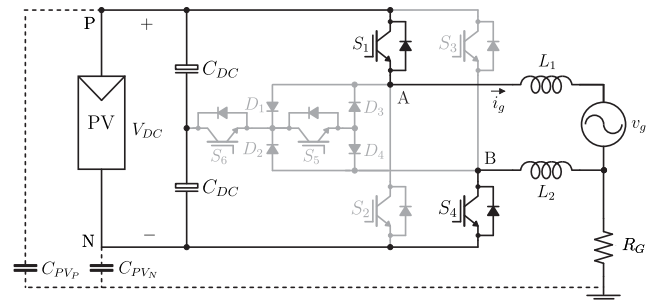 P
+
S1
S3
CDC
L1
A
ig
PV
VDC
D1
D3
vg
S6
D2
S5
D4
B
CDC
L2
S2
S4
N
−
RG
CPVP
CPVN